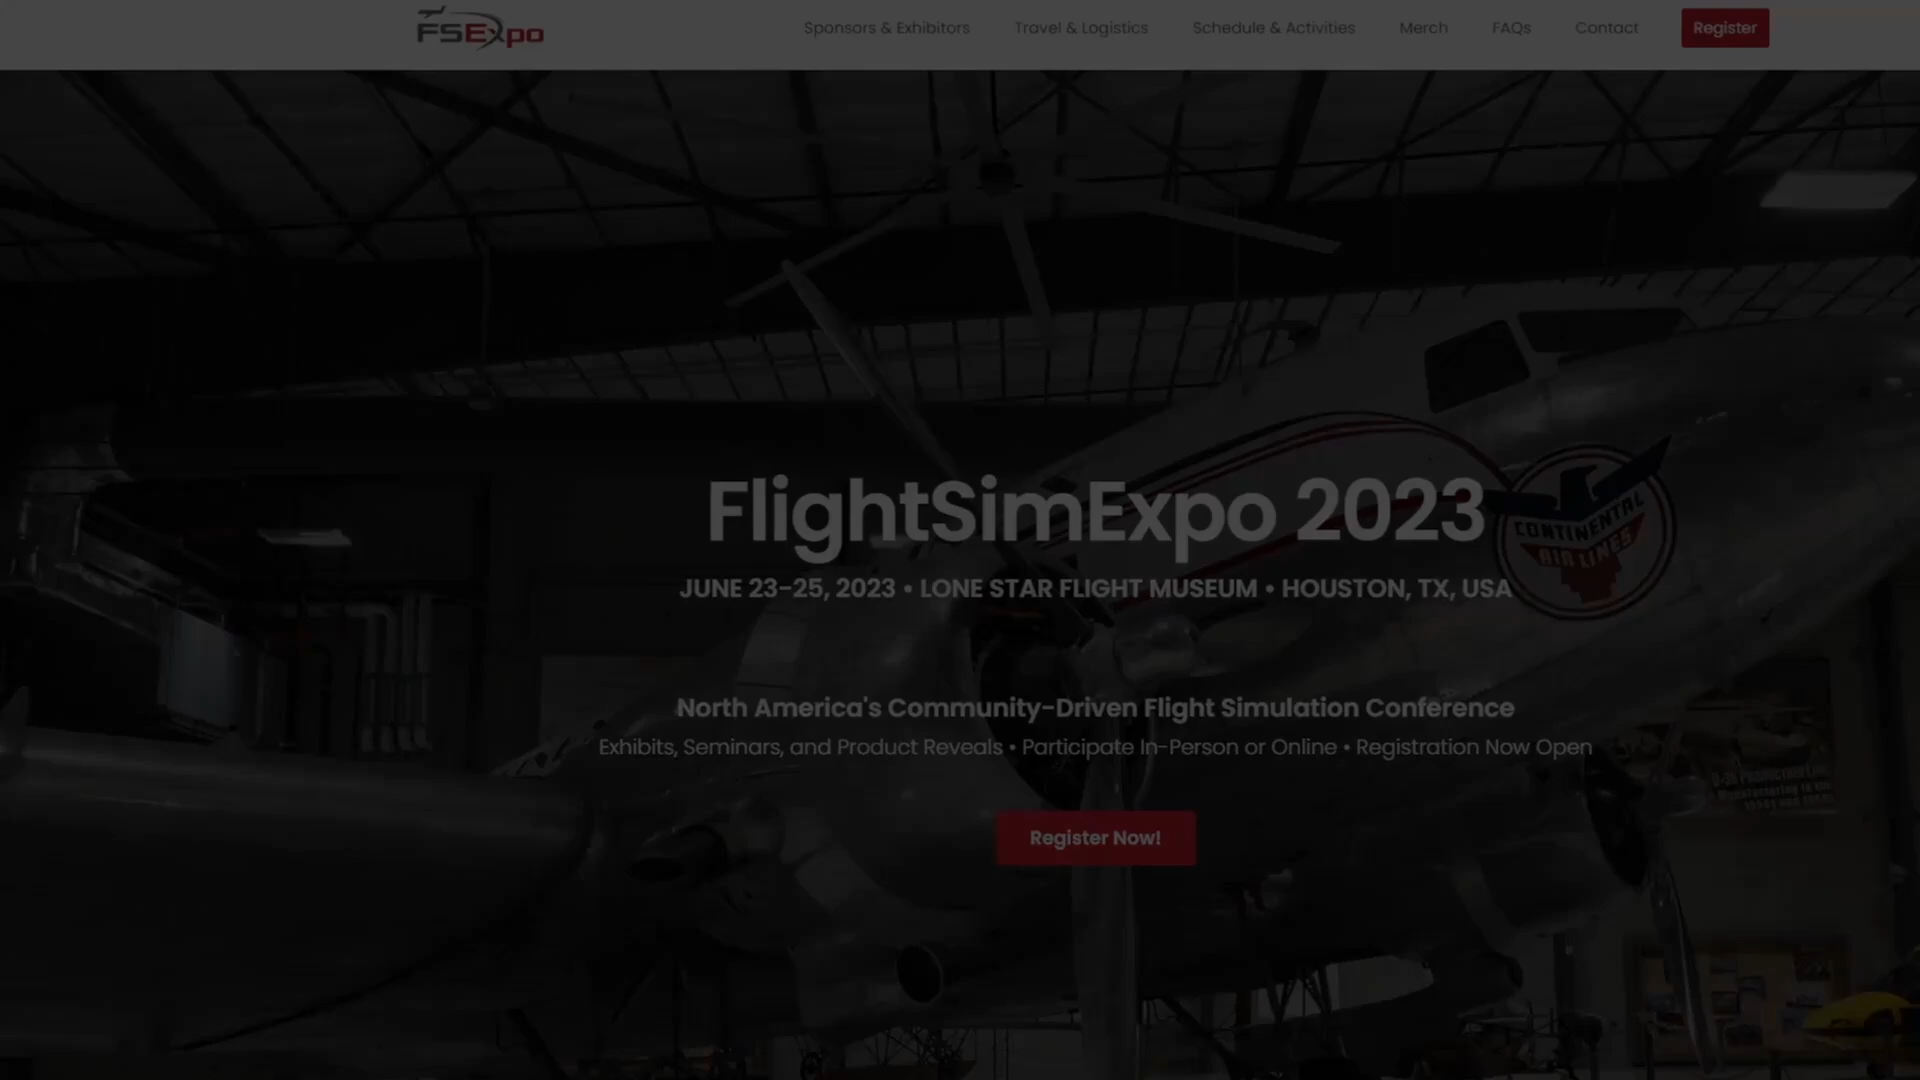 FSExpo
Sponsors & Exhibitors
Travel & Logistics
Schedule & Activities
Merch
FAQs
Contact
Register
FlightSimExpo 2023
JUNE 23-25, 2023 • LONE STAR FLIGHT MUSEUM • HOUSTON, TX, USA
CONTINENTAL
AIR LINES
North America's Community-Driven Flight Simulation Conference
Exhibits, Seminars, and Product Reveals • Participate In-Person or Online • Registration Now Open
Register Now!